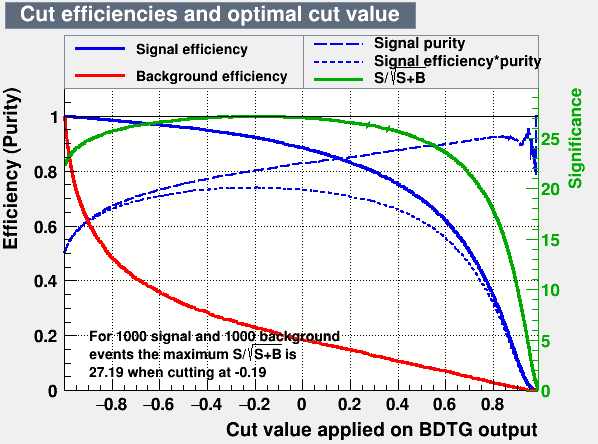 Cut efficiencies and optimal cut value
Signal efficiency
Background efficiency
Signal purity
Signal efficiency*purity
S/√S+B
Efficiency (Purity)
1
0.8
0.6
0.4
0.2
0
Significance
25
20
15
10
5
0
For 1000 signal and 1000 background
events the maximum S/√S+B is
27.19 when cutting at -0.19
−0.8 −0.6 −0.4 −0.2 0 0.2 0.4 0.6 0.8
Cut value applied on BDTG output